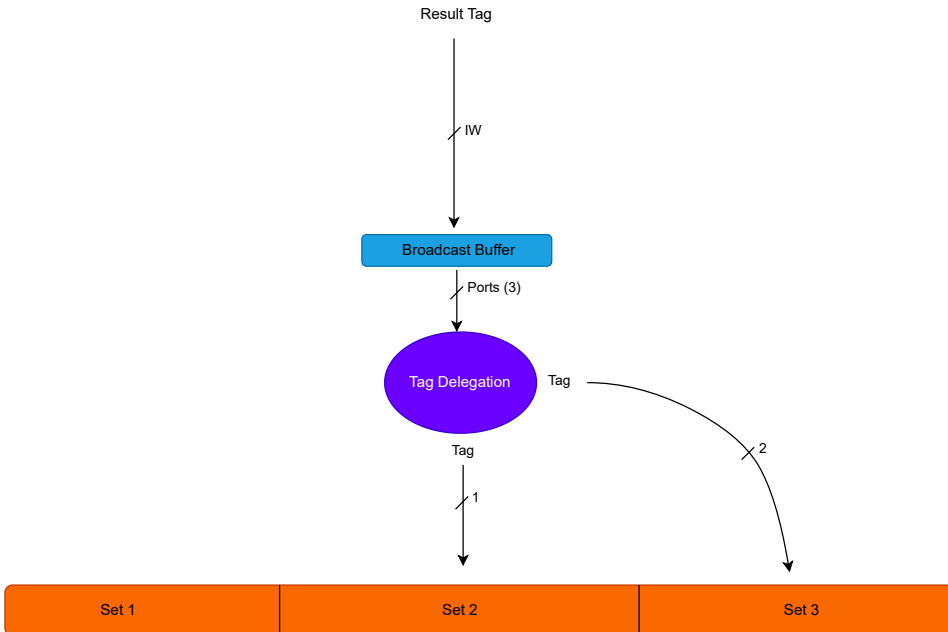 Result Tag
IW
Broadcast Buffer
Ports (3)
Tag Delegation
Tag
2
Tag
1
Set 1
Set 2
Set 3